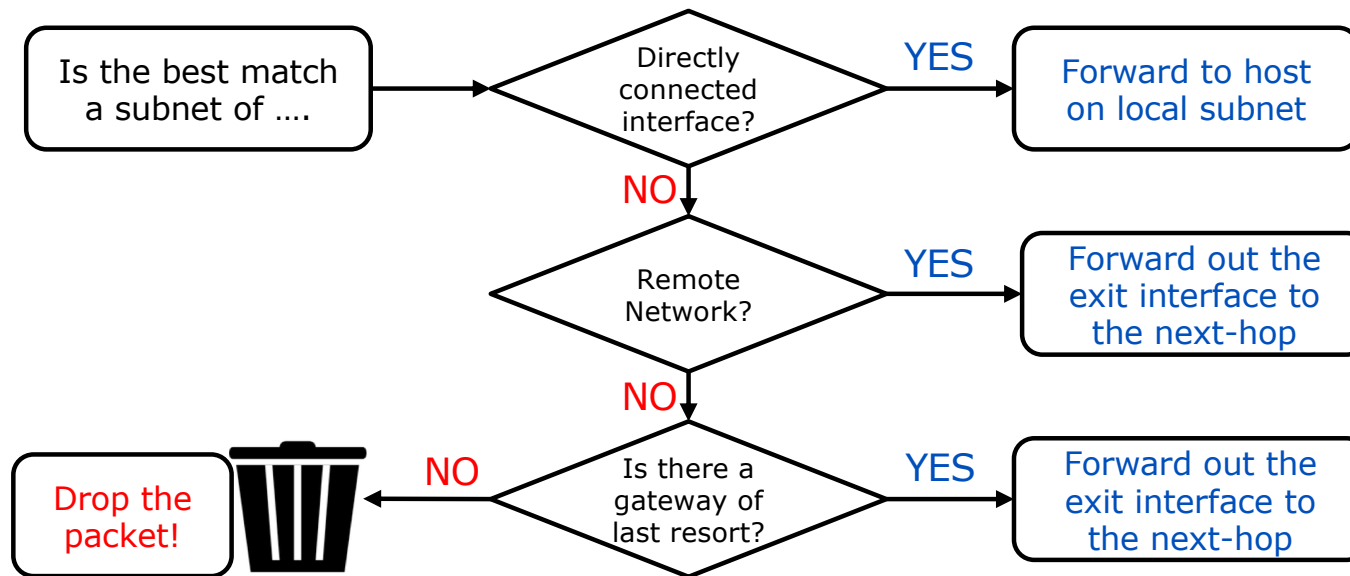 Is the best match
a subnet of ....
Directly
connected
interface?
YES
Forward to host
on local subnet
NO
Remote
Network?
YES
Forward out the
exit interface to
the next-hop
NO
Is there a
gateway of
last resort?
YES
Forward out the
exit interface to
the next-hop
NO
Drop the
packet!